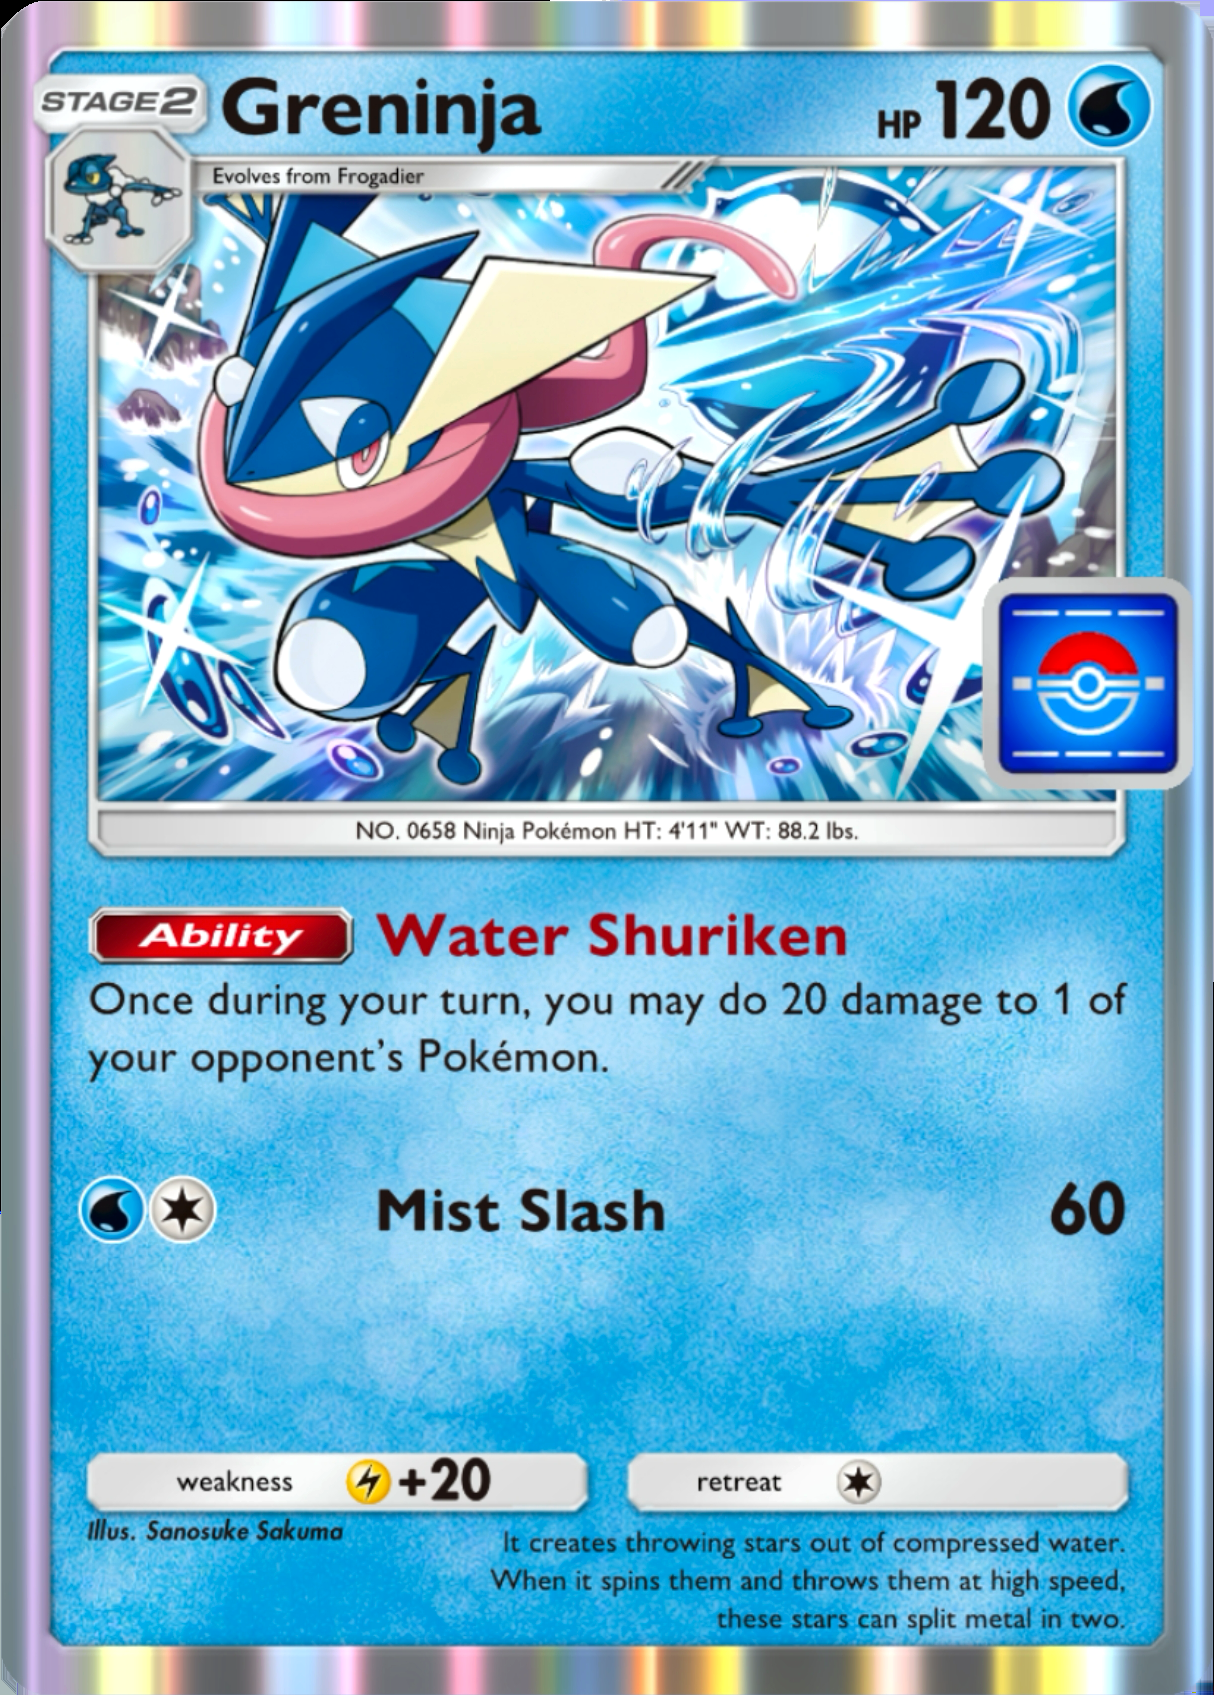 STAGE2
Greninja
HP 120
Evolves from Frogadier
NO. 0658 Ninja Pokémon HT: 4'11" WT: 88.2 lbs.
Ability Water Shuriken
Once during your turn, you may do 20 damage to 1 of
your opponent's Pokémon.
Mist Slash 60
weakness +20
retreat
Illus. Sanosuke Sakuma
It creates throwing stars out of compressed water.
When it spins them and throws them at high speed,
these stars can split metal in two.